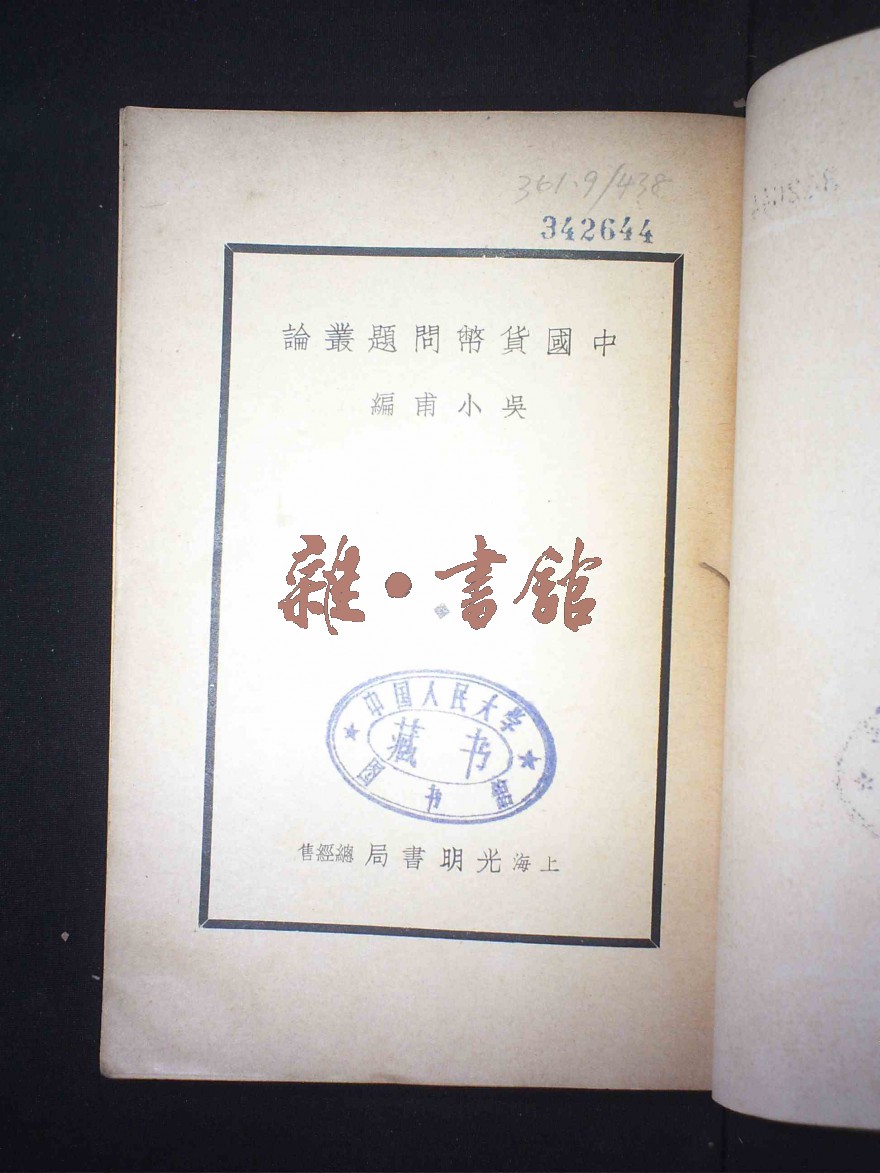 361.9/438
342644
中國貨幣問題叢論
吳小甫編
雜·書館
中国人民大学
藏书
图书馆
上海光明書局總經售